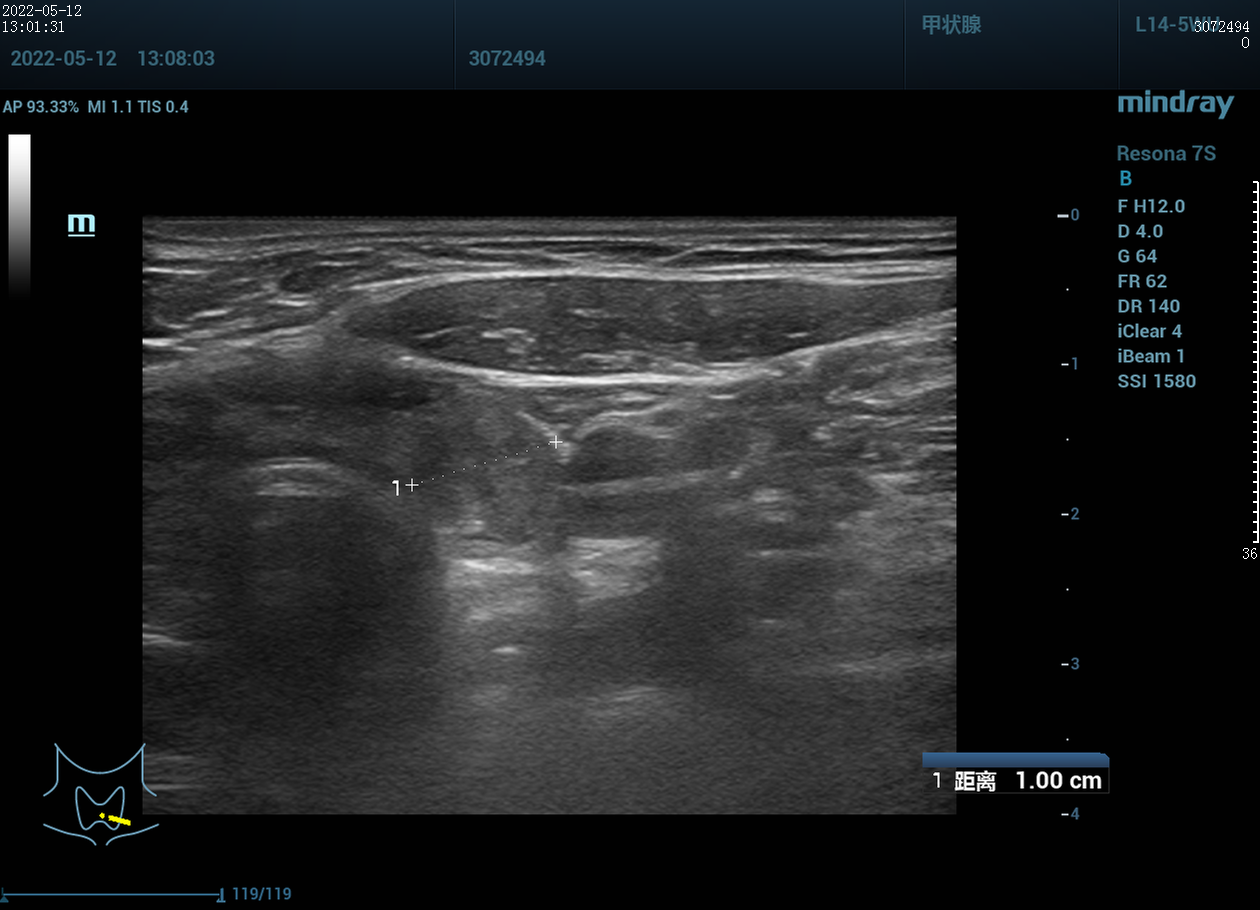 2022-05-12
13:01:31
2022-05-12 13:08:03
3072494
甲状腺
L14-5WU
3072494
0
AP 93.33% MI 1.1 TIS 0.4
mindray
Resona 7S
B
F H12.0
D 4.0
G 64
FR 62
DR 140
iClear 4
iBeam 1
SSI 1580
m
0
1
2
3
4
36
1
1 距离 1.00 cm
119/119